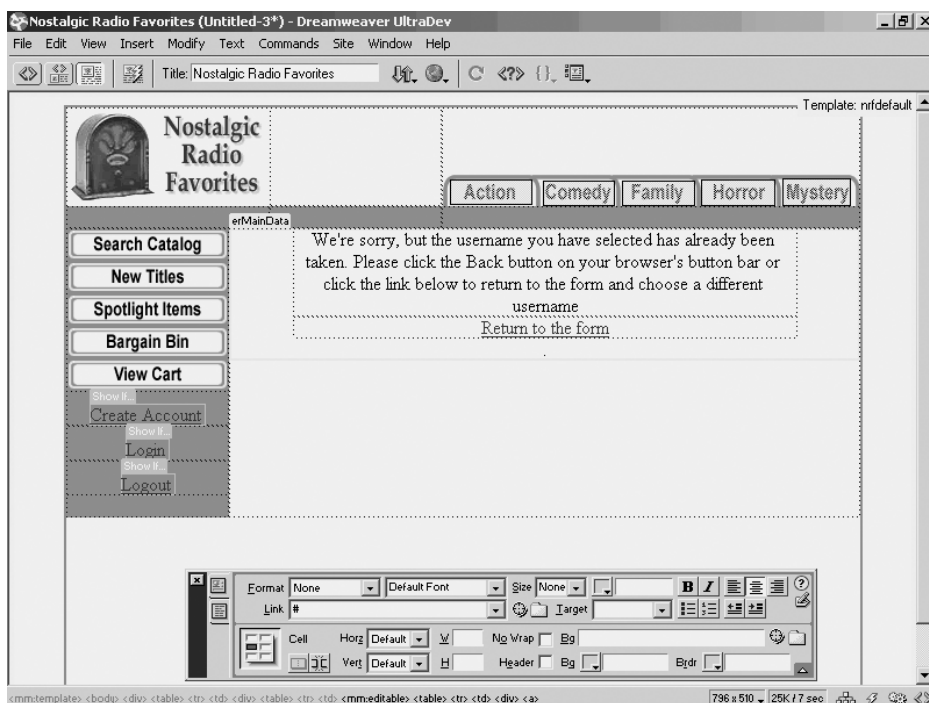 Nostalgic Radio Favorites (Untitled-3*) - Dreamweaver UltraDev
File Edit View Insert Modify Text Commands Site Window Help
Title: Nostalgic Radio Favorites
Template: nrfdefault
Nostalgic
Radio
Favorites
Action Comedy Family Horror Mystery
erMainData
Search Catalog
New Titles
Spotlight Items
Bargain Bin
View Cart
Show If...
Create Account
Show If...
Login
Show If...
Logout
We're sorry, but the username you have selected has already been
taken. Please click the Back button on your browser's button bar or
click the link below to return to the form and choose a different
username
Return to the form
.
Format None Default Font Size None B I
Link # Target
Cell Horz Default W No Wrap Bg
Vert Default H Header Bg Brdr
<mm:template> <body> <div> <table> <tr> <td> <div> <table> <tr> <td> <mm:editable> <table> <tr> <td> <div> <a> 796 x 510 25K / 7 sec